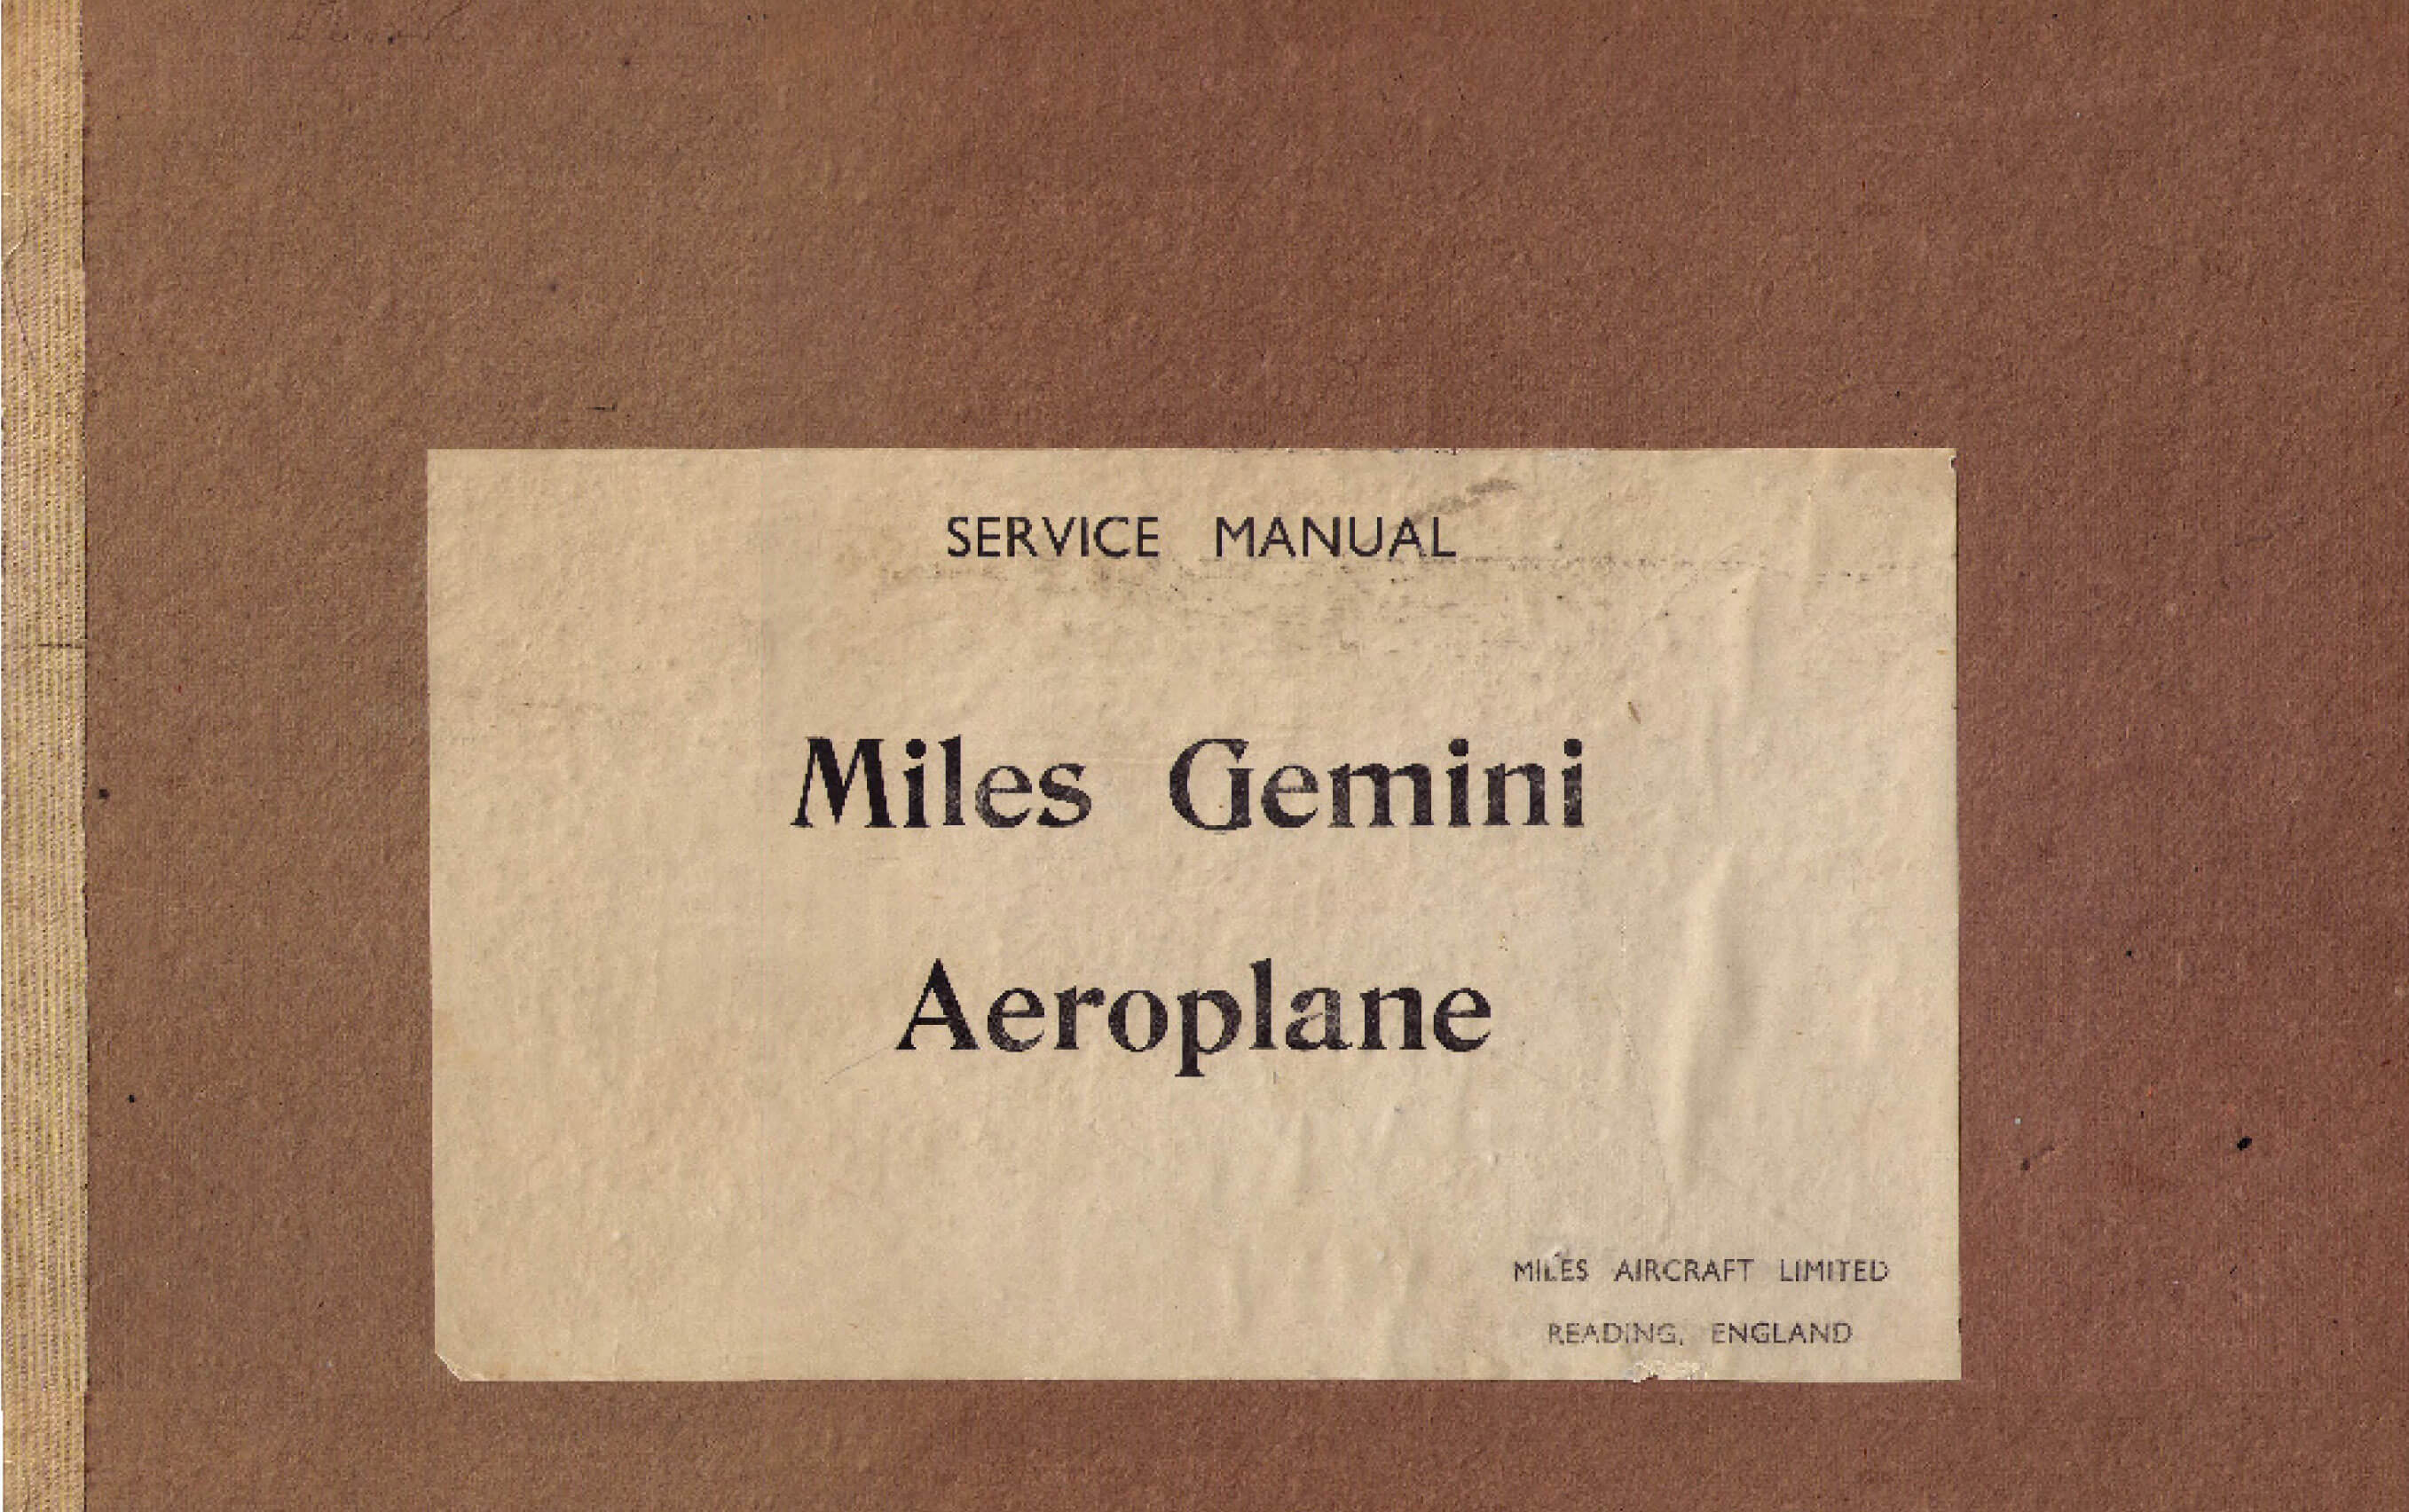 SERVICE MANUAL
Miles Gemini
Aeroplane
MILES AIRCRAFT LIMITED
READING, ENGLAND